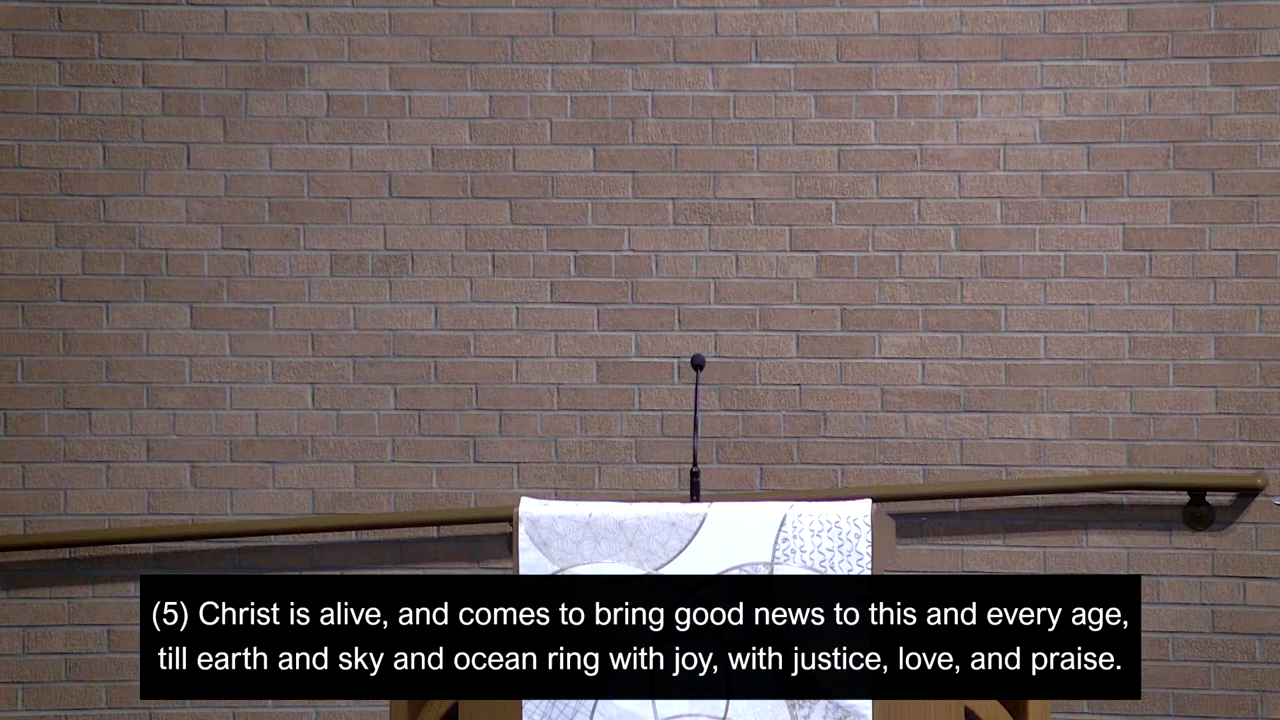 (5) Christ is alive, and comes to bring good news to this and every age,
till earth and sky and ocean ring with joy, with justice, love, and praise.